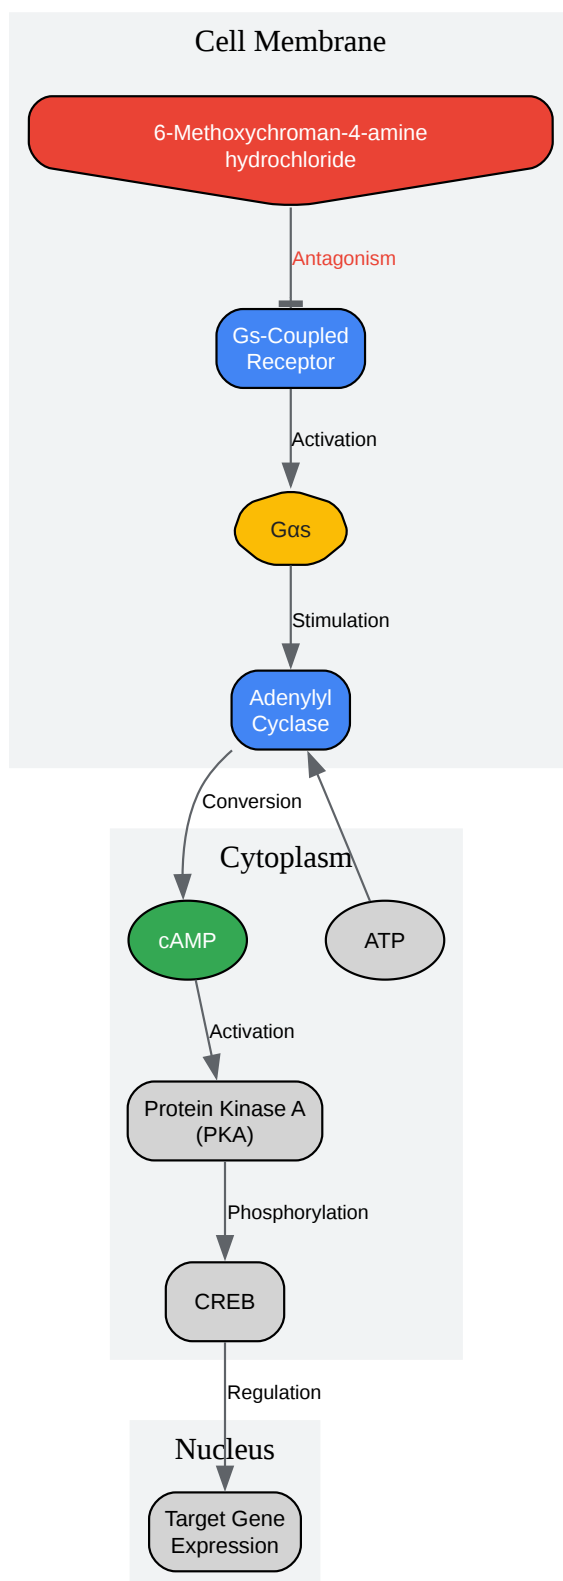 Cell Membrane
6-Methoxychroman-4-amine
hydrochloride
Antagonism
Gs-Coupled
Receptor
Activation
Gαs
Stimulation
Adenylyl
Cyclase
Conversion
Cytoplasm
cAMP
ATP
Activation
Protein Kinase A
(PKA)
Phosphorylation
CREB
Regulation
Nucleus
Target Gene
Expression